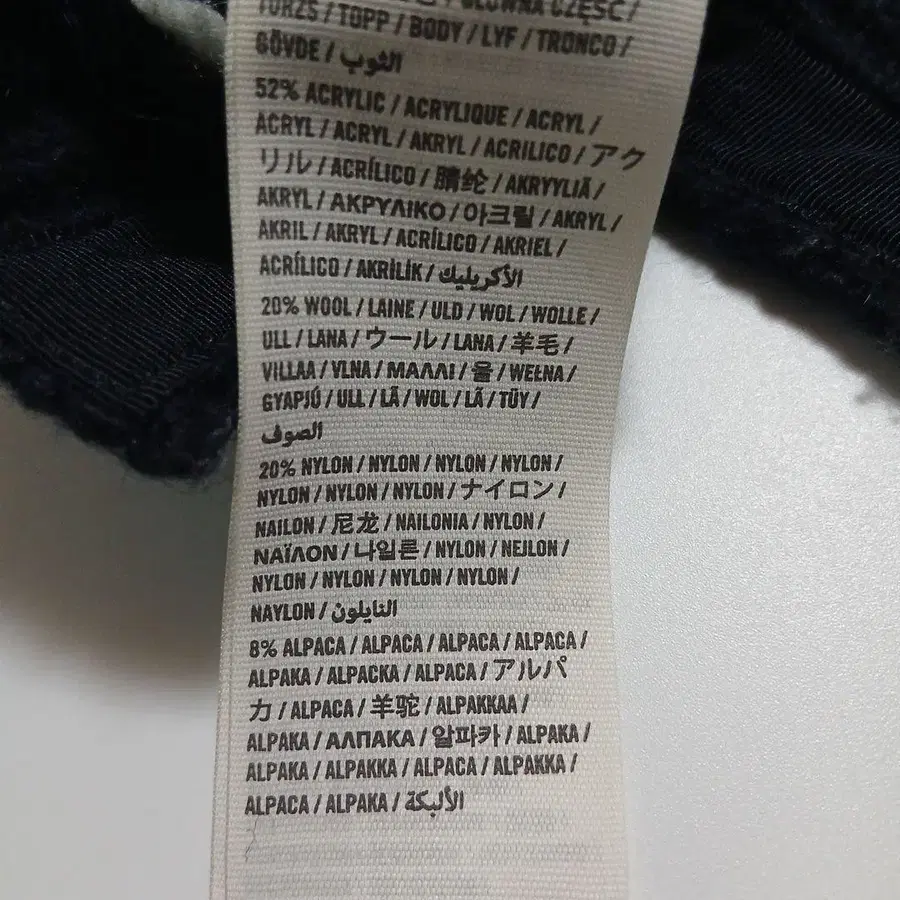 GŁÓWNA CZĘŚĆ /
TORZS / TOPP / BODY / LYF / TRONCO /
GÖVDE / الثوب
52% ACRYLIC / ACRYLIQUE / ACRYL /
ACRYL / ACRYL / AKRYL / ACRILICO / アク
リル / ACRÍLICO / 腈纶 / AKRYYLIÄ /
AKRYL / ΑΚΡΥΛΙΚΟ / 아크릴 / AKRYL /
AKRIL / AKRYL / ACRÍLICO / AKRIEL /
ACRÍLICO / AKRİLİK / الأكريليك
20% WOOL / LAINE / ULD / WOL / WOLLE /
ULL / LANA / ウール / LANA / 羊毛 /
VILLAA / VLNA / ΜΑΛΛΙ / 울 / WEŁNA /
GYAPJÚ / ULL / LÃ / WOL / LÃ / TÜY /
الصوف
20% NYLON / NYLON / NYLON / NYLON /
NYLON / NYLON / NYLON / ナイロン /
NAILON / 尼龙 / NAILONIA / NYLON /
ΝΑΪΛΟΝ / 나일론 / NYLON / NEJLON /
NYLON / NYLON / NYLON / NYLON /
NAYLON / النايلون
8% ALPACA / ALPACA / ALPACA / ALPACA /
ALPAKA / ALPACKA / ALPACA / アルパ
カ / ALPACA / 羊驼 / ALPAKKAA /
ALPAKA / ΑΛΠΑΚΑ / 알파카 / ALPAKA /
ALPAKA / ALPAKKA / ALPACA / ALPAKKA /
ALPACA / ALPAKA / الألبكة